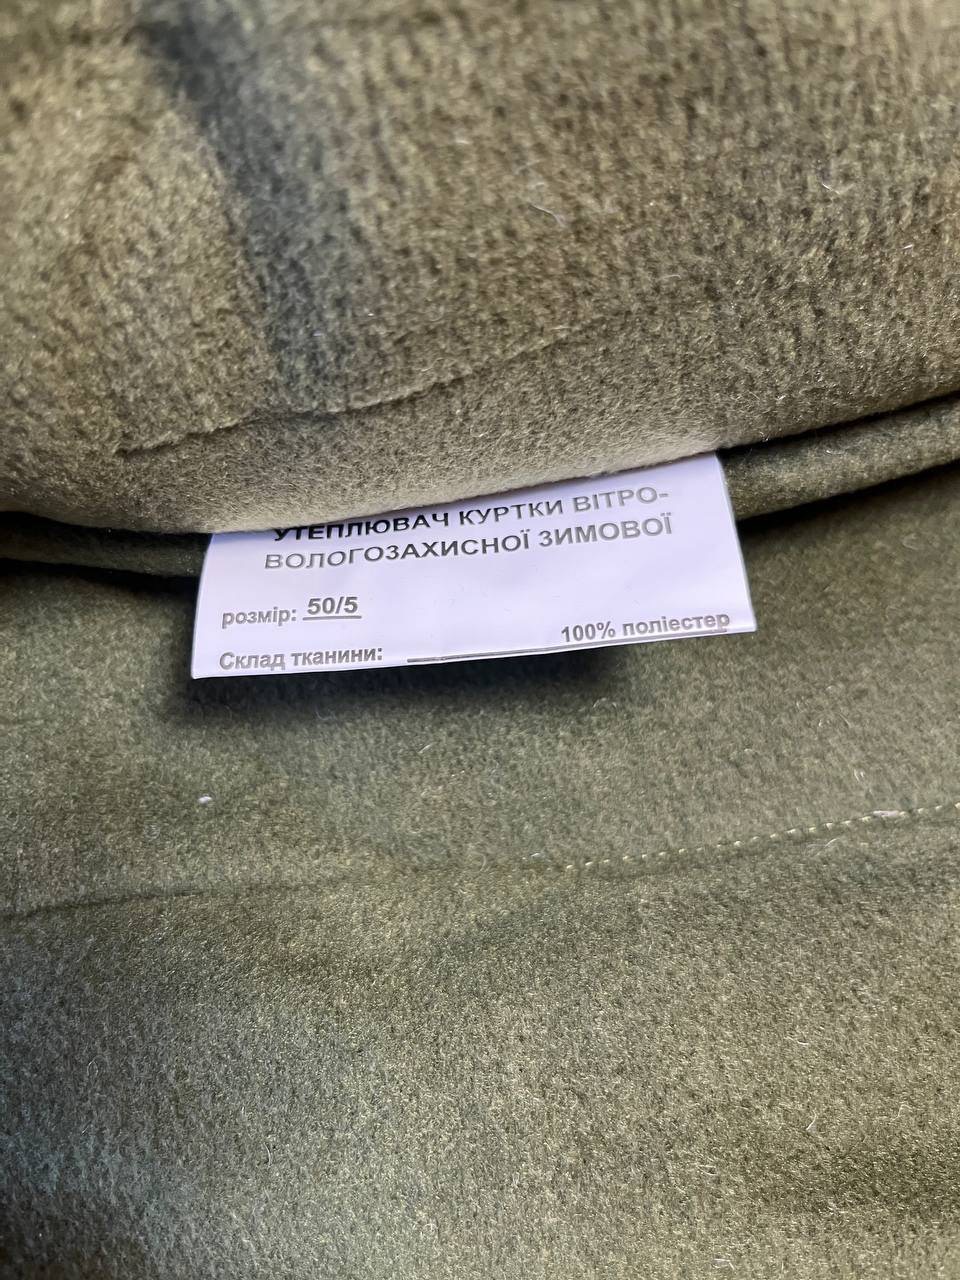 УТЕПЛЮВАЧ КУРТКИ ВІТРО-
ВОЛОГОЗАХИСНОЇ ЗИМОВОЇ
розмір: 50/5
Склад тканини: 100% поліестер